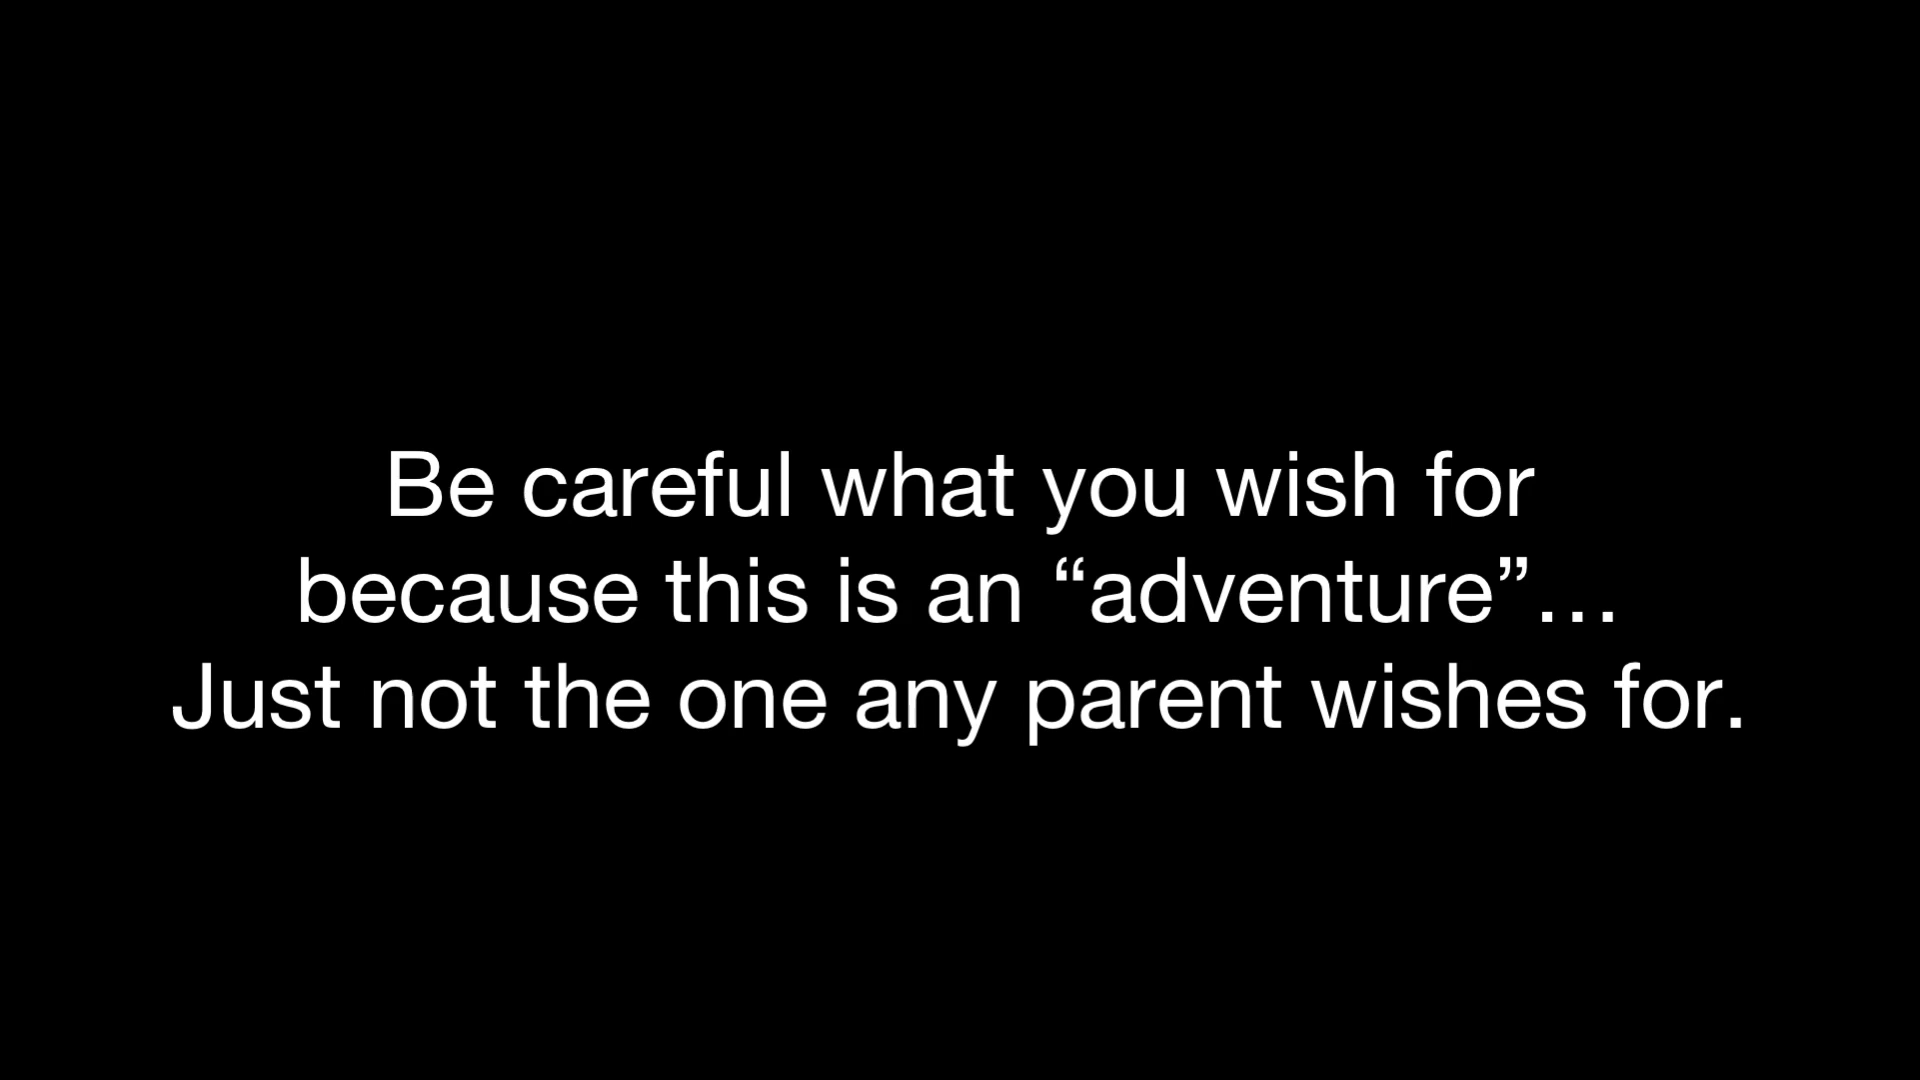 Be careful what you wish for
because this is an “adventure”…
Just not the one any parent wishes for.